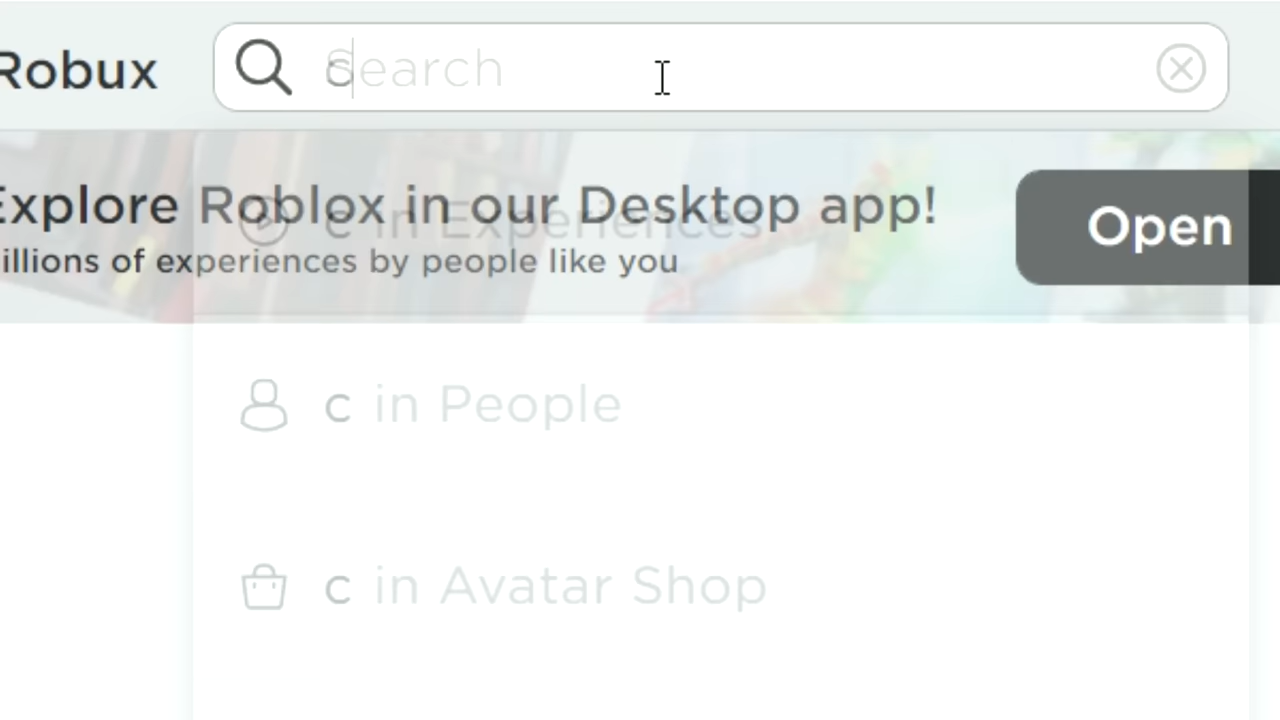 Robux
Search
c
Explore Roblox in our Desktop app!
illions of experiences by people like you
Open
c in Experiences
c in People
c in Avatar Shop